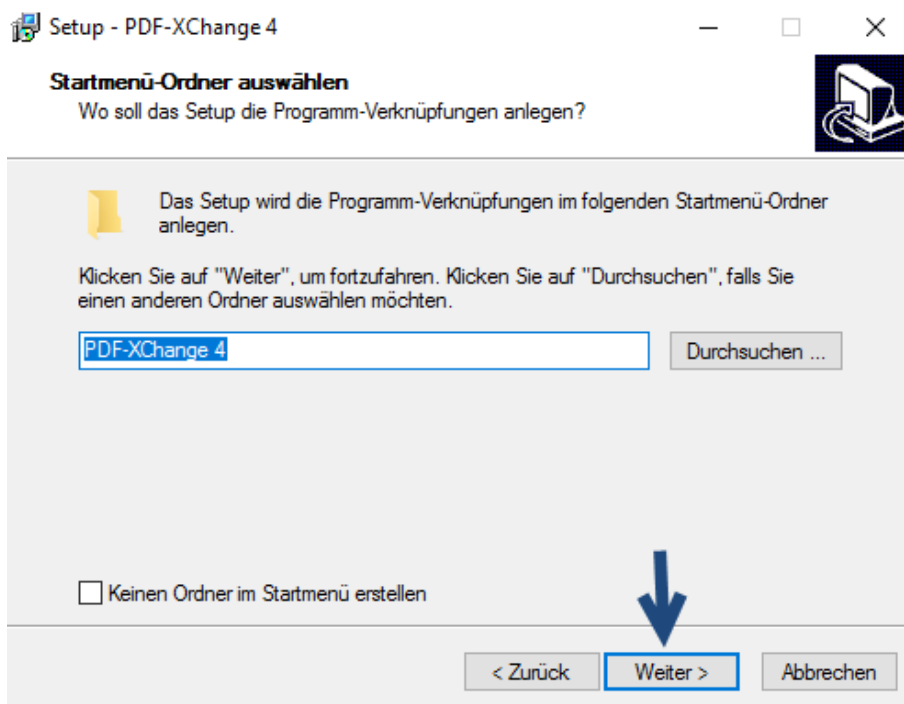 Setup - PDF-XChange 4
Startmenü-Ordner auswählen
Wo soll das Setup die Programm-Verknüpfungen anlegen?
Das Setup wird die Programm-Verknüpfungen im folgenden Startmenü-Ordner
anlegen.
Klicken Sie auf "Weiter", um fortzufahren. Klicken Sie auf "Durchsuchen", falls Sie
einen anderen Ordner auswählen möchten.
PDF-XChange 4
Durchsuchen ...
Keinen Ordner im Startmenü erstellen
< Zurück
Weiter >
Abbrechen